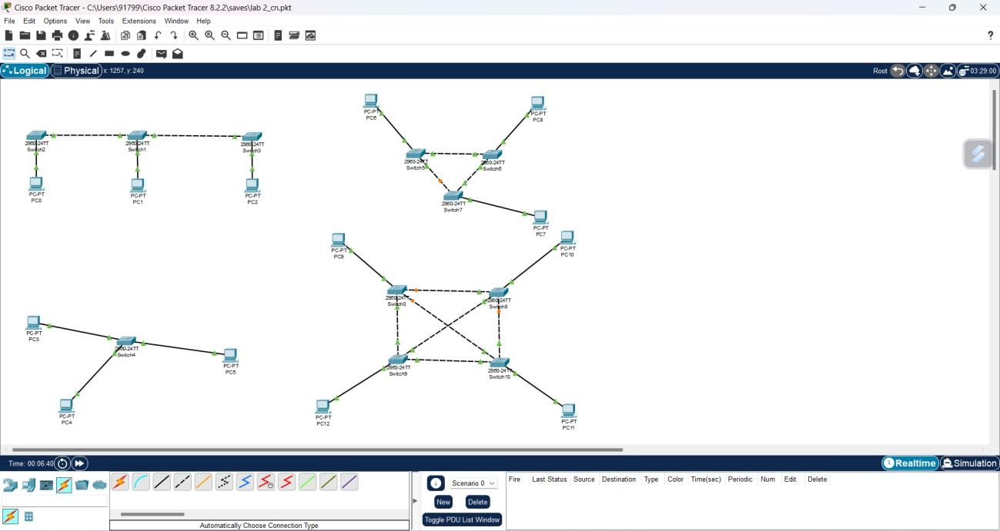 Cisco Packet Tracer - C:\Users\91799\Cisco Packet Tracer 8.2.2\saves\lab 2_cn.pkt
File Edit Options View Tools Extensions Window Help
Logical Physical x: 1257, y: 240 Root 03:29:00
PC-PT
PC6
PC-PT
PC8
2960-24TT
Switch2
2960-24TT
Switch1
2960-24TT
Switch3
2960-24TT
Switch5
2960-24TT
Switch6
PC-PT
PC0
PC-PT
PC1
PC-PT
PC2
2960-24TT
Switch7
PC-PT
PC7
PC-PT
PC9
PC-PT
PC10
2960-24TT
Switch0
2960-24TT
Switch8
PC-PT
PC3
2960-24TT
Switch4
PC-PT
PC5
2960-24TT
Switch9
2960-24TT
Switch10
PC-PT
PC4
PC-PT
PC12
PC-PT
PC11
Time: 00:06:40 Realtime Simulation
Scenario 0
New Delete
Toggle PDU List Window
Fire Last Status Source Destination Type Color Time(sec) Periodic Num Edit Delete
Automatically Choose Connection Type